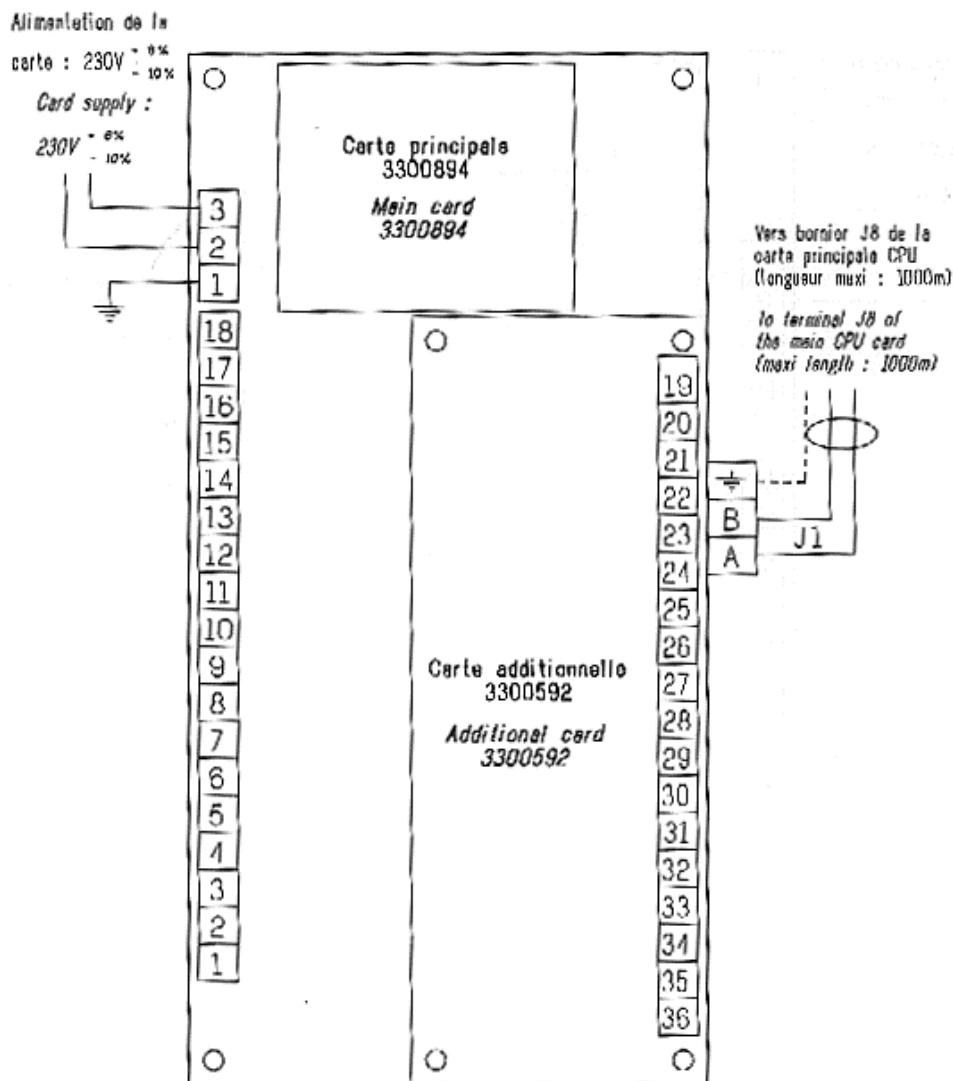 Alimentation de la
carte : 230V + 6%
- 10%
Card supply :
230V + 6%
- 10%
Carte principale
3300894
Main card
3300894
Vers bornier J8 de la
carte principale CPU
(longueur maxi : 1000m)
To terminal J8 of
the main CPU card
(maxi length : 1000m)
3
2
1
18
17
16
15
14
13
12
11
10
9
8
7
6
5
4
3
2
1
19
20
21
22
23
24
25
26
27
28
29
30
31
32
33
34
35
36
B
A
J1
Carte additionnelle
3300592
Additional card
3300592